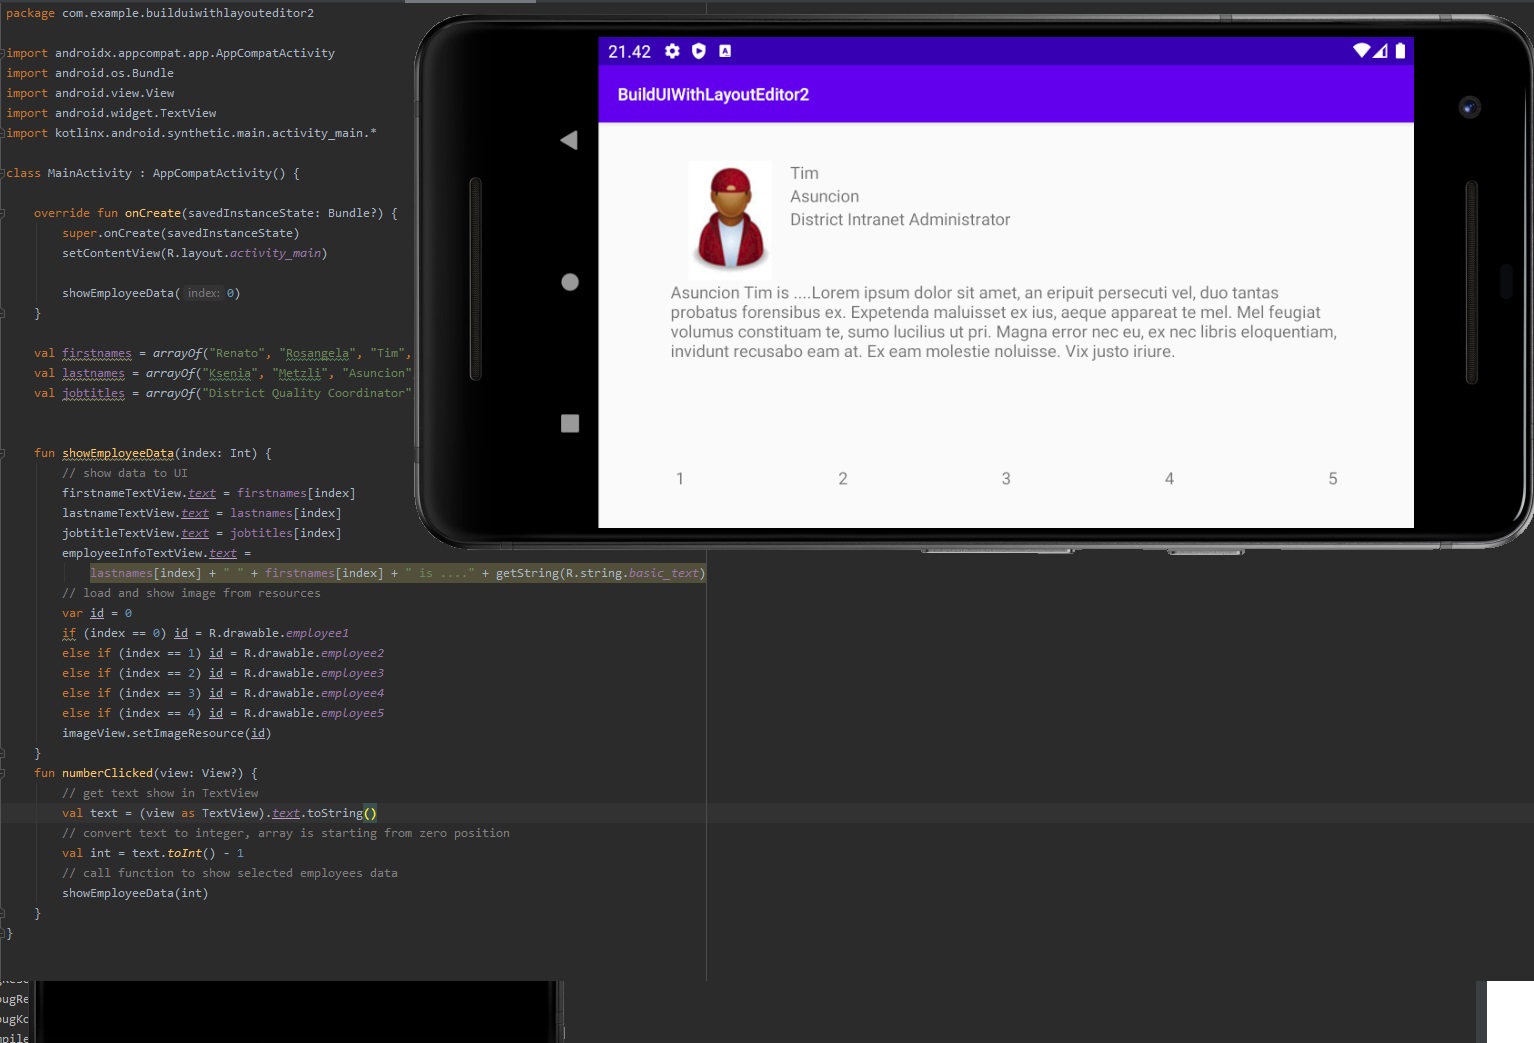 package com.example.builduiwithlayouteditor2
import androidx.appcompat.app.AppCompatActivity
import android.os.Bundle
import android.view.View
import android.widget.TextView
import kotlinx.android.synthetic.main.activity_main.*
class MainActivity : AppCompatActivity() {
override fun onCreate(savedInstanceState: Bundle?) {
super.onCreate(savedInstanceState)
setContentView(R.layout.activity_main)
showEmployeeData( index: 0)
}
val firstnames = arrayOf("Renato", "Rosangela", "Tim",
val lastnames = arrayOf("Ksenia", "Metzli", "Asuncion"
val jobtitles = arrayOf("District Quality Coordinator"
fun showEmployeeData(index: Int) {
// show data to UI
firstnameTextView.text = firstnames[index]
lastnameTextView.text = lastnames[index]
jobtitleTextView.text = jobtitles[index]
employeeInfoTextView.text =
lastnames[index] + " " + firstnames[index] + " is ...." + getString(R.string.basic_text)
// load and show image from resources
var id = 0
if (index == 0) id = R.drawable.employee1
else if (index == 1) id = R.drawable.employee2
else if (index == 2) id = R.drawable.employee3
else if (index == 3) id = R.drawable.employee4
else if (index == 4) id = R.drawable.employee5
imageView.setImageResource(id)
}
fun numberClicked(view: View?) {
// get text show in TextView
val text = (view as TextView).text.toString()
// convert text to integer, array is starting from zero position
val int = text.toInt() - 1
// call function to show selected employees data
showEmployeeData(int)
}
}
21.42
BuildUIWithLayoutEditor2
Tim
Asuncion
District Intranet Administrator
Asuncion Tim is ....Lorem ipsum dolor sit amet, an eripuit persecuti vel, duo tantas
probatus forensibus ex. Expetenda maluisset ex ius, aeque appareat te mel. Mel feugiat
volumus constituam te, sumo lucilius ut pri. Magna error nec eu, ex nec libris eloquentiam,
invidunt recusabo eam at. Ex eam molestie noluisse. Vix justo iriure.
1 2 3 4 5